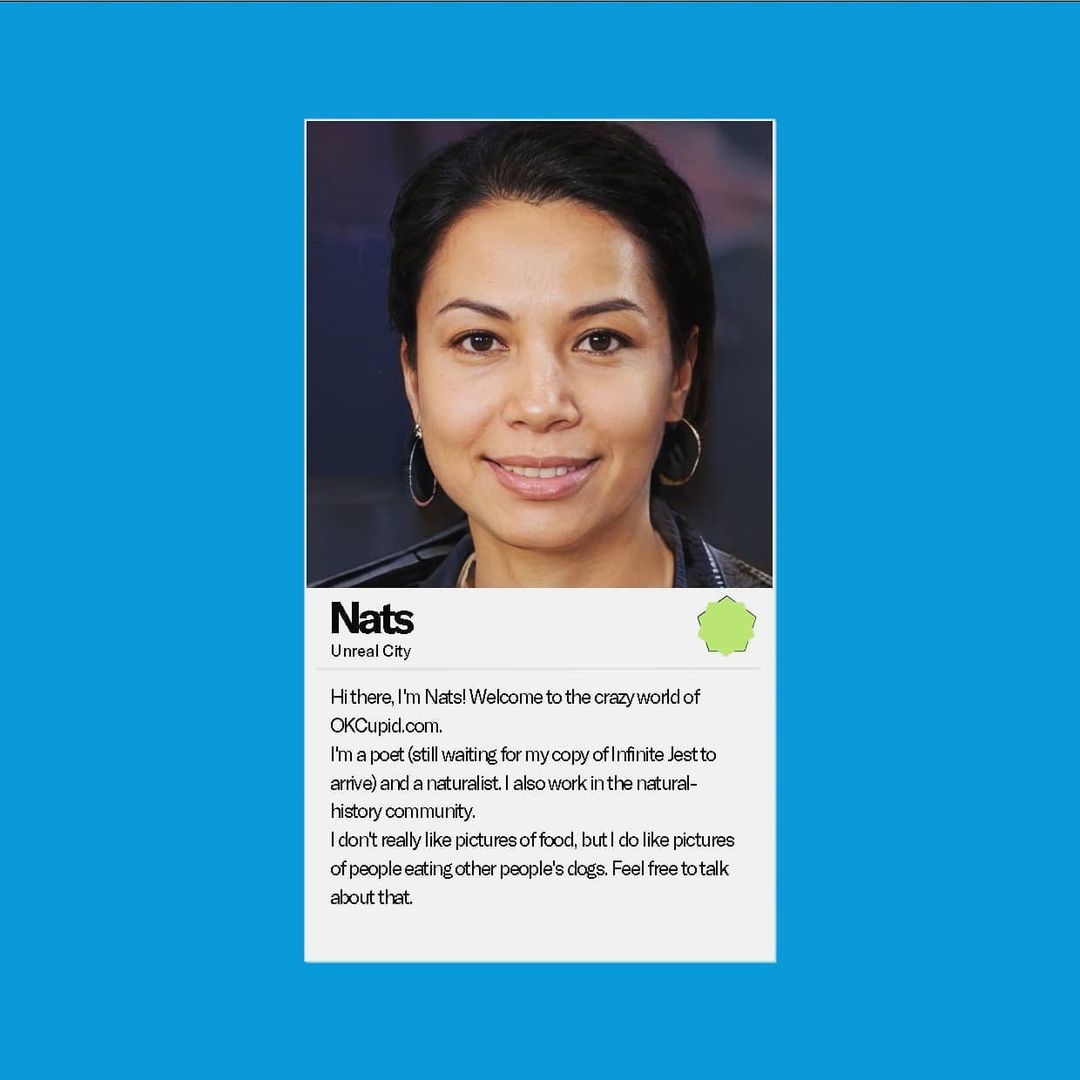 Nats
Unreal City
Hi there, I'm Nats! Welcome to the crazy world of
OKCupid.com.
I'm a poet (still waiting for my copy of Infinite Jest to
arrive) and a naturalist. I also work in the natural-
history community.
I don't really like pictures of food, but I do like pictures
of people eating other people's dogs. Feel free to talk
about that.